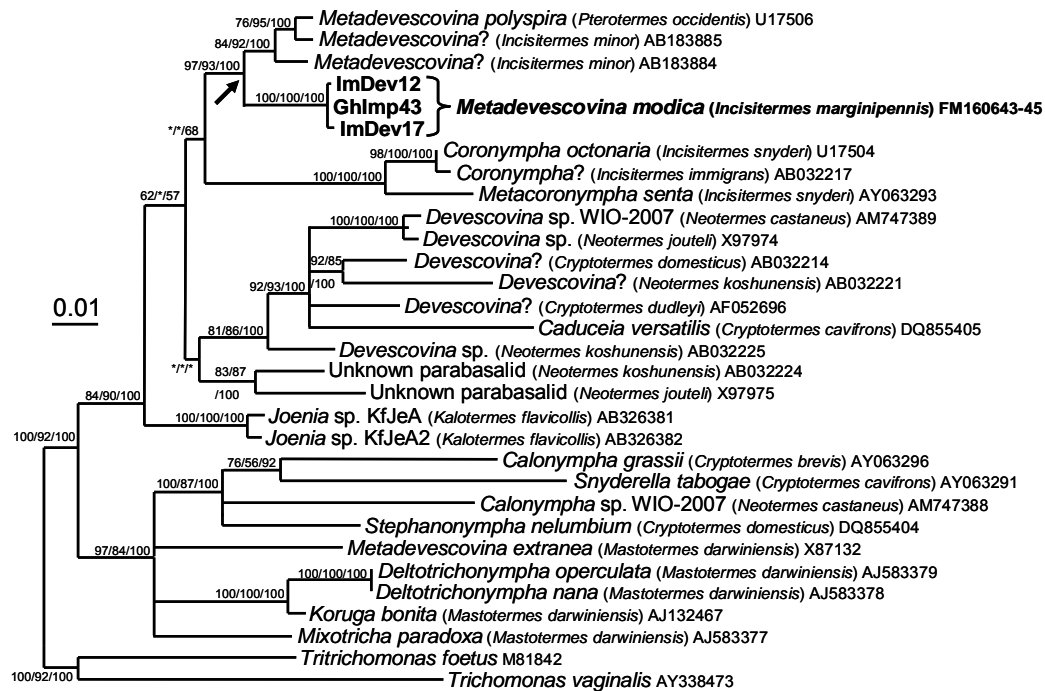 76/95/100 Metadevescovina polyspira (Pterotermes occidentis) U17506
84/92/100 Metadevescovina? (Incisitermes minor) AB183885
97/93/100 Metadevescovina? (Incisitermes minor) AB183884
ImDev12
100/100/100 GhImp43 Metadevescovina modica (Incisitermes marginipennis) FM160643-45
ImDev17
*/*/68
98/100/100 Coronympha octonaria (Incisitermes snyderi) U17504
100/100/100 Coronympha? (Incisitermes immigrans) AB032217
Metacoronympha senta (Incisitermes snyderi) AY063293
62/*/57
100/100/100 Devescovina sp. WIO-2007 (Neotermes castaneus) AM747389
Devescovina sp. (Neotermes jouteli) X97974
92/85 Devescovina? (Cryptotermes domesticus) AB032214
92/93/100 /100 Devescovina? (Neotermes koshunensis) AB032221
0.01
Devescovina? (Cryptotermes dudleyi) AF052696
81/86/100 Caduceia versatilis (Cryptotermes cavifrons) DQ855405
Devescovina sp. (Neotermes koshunensis) AB032225
*/*/* 83/87 Unknown parabasalid (Neotermes koshunensis) AB032224
/100 Unknown parabasalid (Neotermes jouteli) X97975
84/90/100
100/100/100 Joenia sp. KfJeA (Kalotermes flavicollis) AB326381
100/92/100 Joenia sp. KfJeA2 (Kalotermes flavicollis) AB326382
76/56/92 Calonympha grassii (Cryptotermes brevis) AY063296
100/87/100 Snyderella tabogae (Cryptotermes cavifrons) AY063291
Calonympha sp. WIO-2007 (Neotermes castaneus) AM747388
Stephanonympha nelumbium (Cryptotermes domesticus) DQ855404
97/84/100 Metadevescovina extranea (Mastotermes darwiniensis) X87132
100/100/100 Deltotrichonympha operculata (Mastotermes darwiniensis) AJ583379
100/100/100 Deltotrichonympha nana (Mastotermes darwiniensis) AJ583378
Koruga bonita (Mastotermes darwiniensis) AJ132467
Mixotricha paradoxa (Mastotermes darwiniensis) AJ583377
Tritrichomonas foetus M81842
100/92/100 Trichomonas vaginalis AY338473